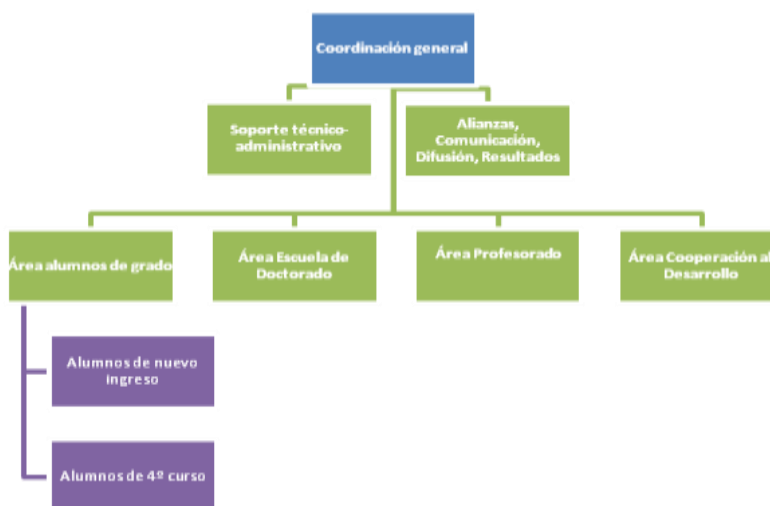 Coordinación general
Soporte técnico-
administrativo
Alianzas,
Comunicación,
Difusión, Resultados
Área alumnos de grado
Área Escuela de
Doctorado
Área Profesorado
Área Cooperación al
Desarrollo
Alumnos de nuevo
ingreso
Alumnos de 4º curso